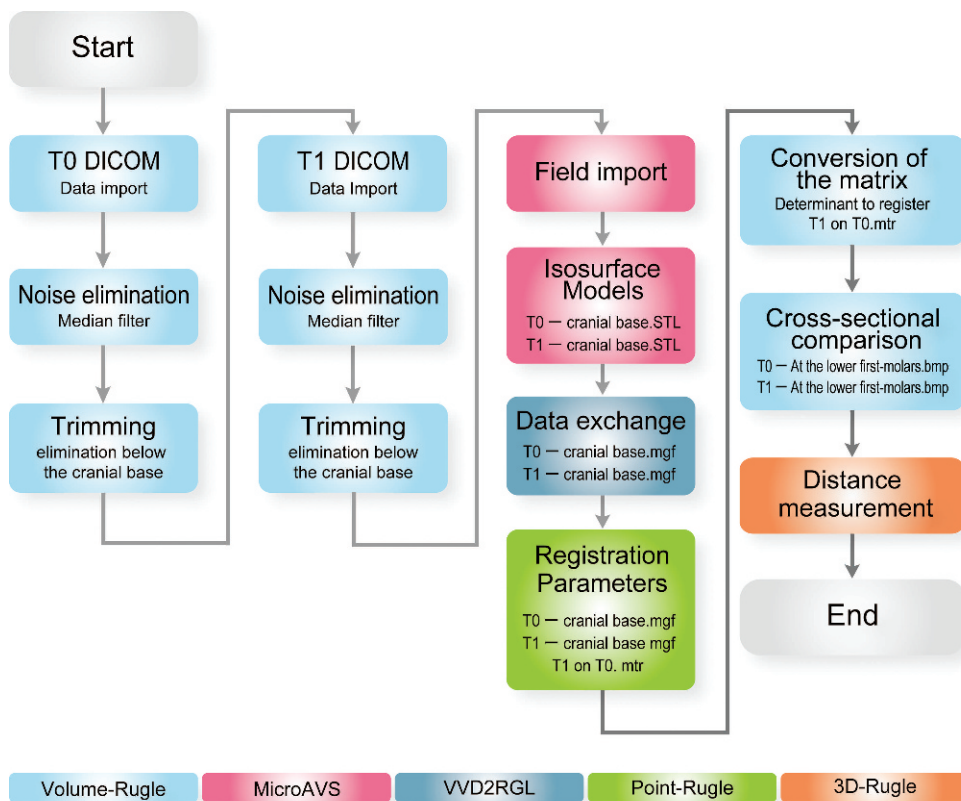 Start
T0 DICOM
Data import
Noise elimination
Median filter
Trimming
elimination below
the cranial base
T1 DICOM
Data Import
Noise elimination
Median filter
Trimming
elimination below
the cranial base
Field import
Isosurface
Models
T0 — cranial base.STL
T1 — cranial base.STL
Data exchange
T0 — cranial base.mgf
T1 — cranial base.mgf
Registration
Parameters
T0 — cranial base.mgf
T1 — cranial base mgf
T1 on T0. mtr
Conversion of
the matrix
Determinant to register
T1 on T0.mtr
Cross-sectional
comparison
T0 — At the lower first-molars.bmp
T1 — At the lower first-molars.bmp
Distance
measurement
End
Volume-Rugle
MicroAVS
VVD2RGL
Point-Rugle
3D-Rugle